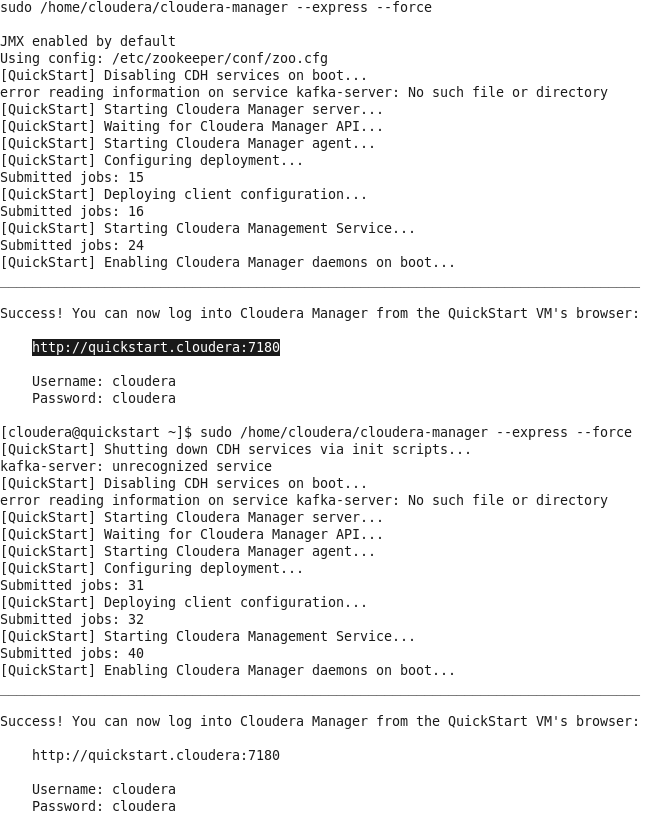 sudo /home/cloudera/cloudera-manager --express --force
JMX enabled by default
Using config: /etc/zookeeper/conf/zoo.cfg
[QuickStart] Disabling CDH services on boot...
error reading information on service kafka-server: No such file or directory
[QuickStart] Starting Cloudera Manager server...
[QuickStart] Waiting for Cloudera Manager API...
[QuickStart] Starting Cloudera Manager agent...
[QuickStart] Configuring deployment...
Submitted jobs: 15
[QuickStart] Deploying client configuration...
Submitted jobs: 16
[QuickStart] Starting Cloudera Management Service...
Submitted jobs: 24
[QuickStart] Enabling Cloudera Manager daemons on boot...
Success! You can now log into Cloudera Manager from the QuickStart VM's browser:
http://quickstart.cloudera:7180
Username: cloudera
Password: cloudera
[cloudera@quickstart ~]$ sudo /home/cloudera/cloudera-manager --express --force
[QuickStart] Shutting down CDH services via init scripts...
kafka-server: unrecognized service
[QuickStart] Disabling CDH services on boot...
error reading information on service kafka-server: No such file or directory
[QuickStart] Starting Cloudera Manager server...
[QuickStart] Waiting for Cloudera Manager API...
[QuickStart] Starting Cloudera Manager agent...
[QuickStart] Configuring deployment...
Submitted jobs: 31
[QuickStart] Deploying client configuration...
Submitted jobs: 32
[QuickStart] Starting Cloudera Management Service...
Submitted jobs: 40
[QuickStart] Enabling Cloudera Manager daemons on boot...
Success! You can now log into Cloudera Manager from the QuickStart VM's browser:
http://quickstart.cloudera:7180
Username: cloudera
Password: cloudera